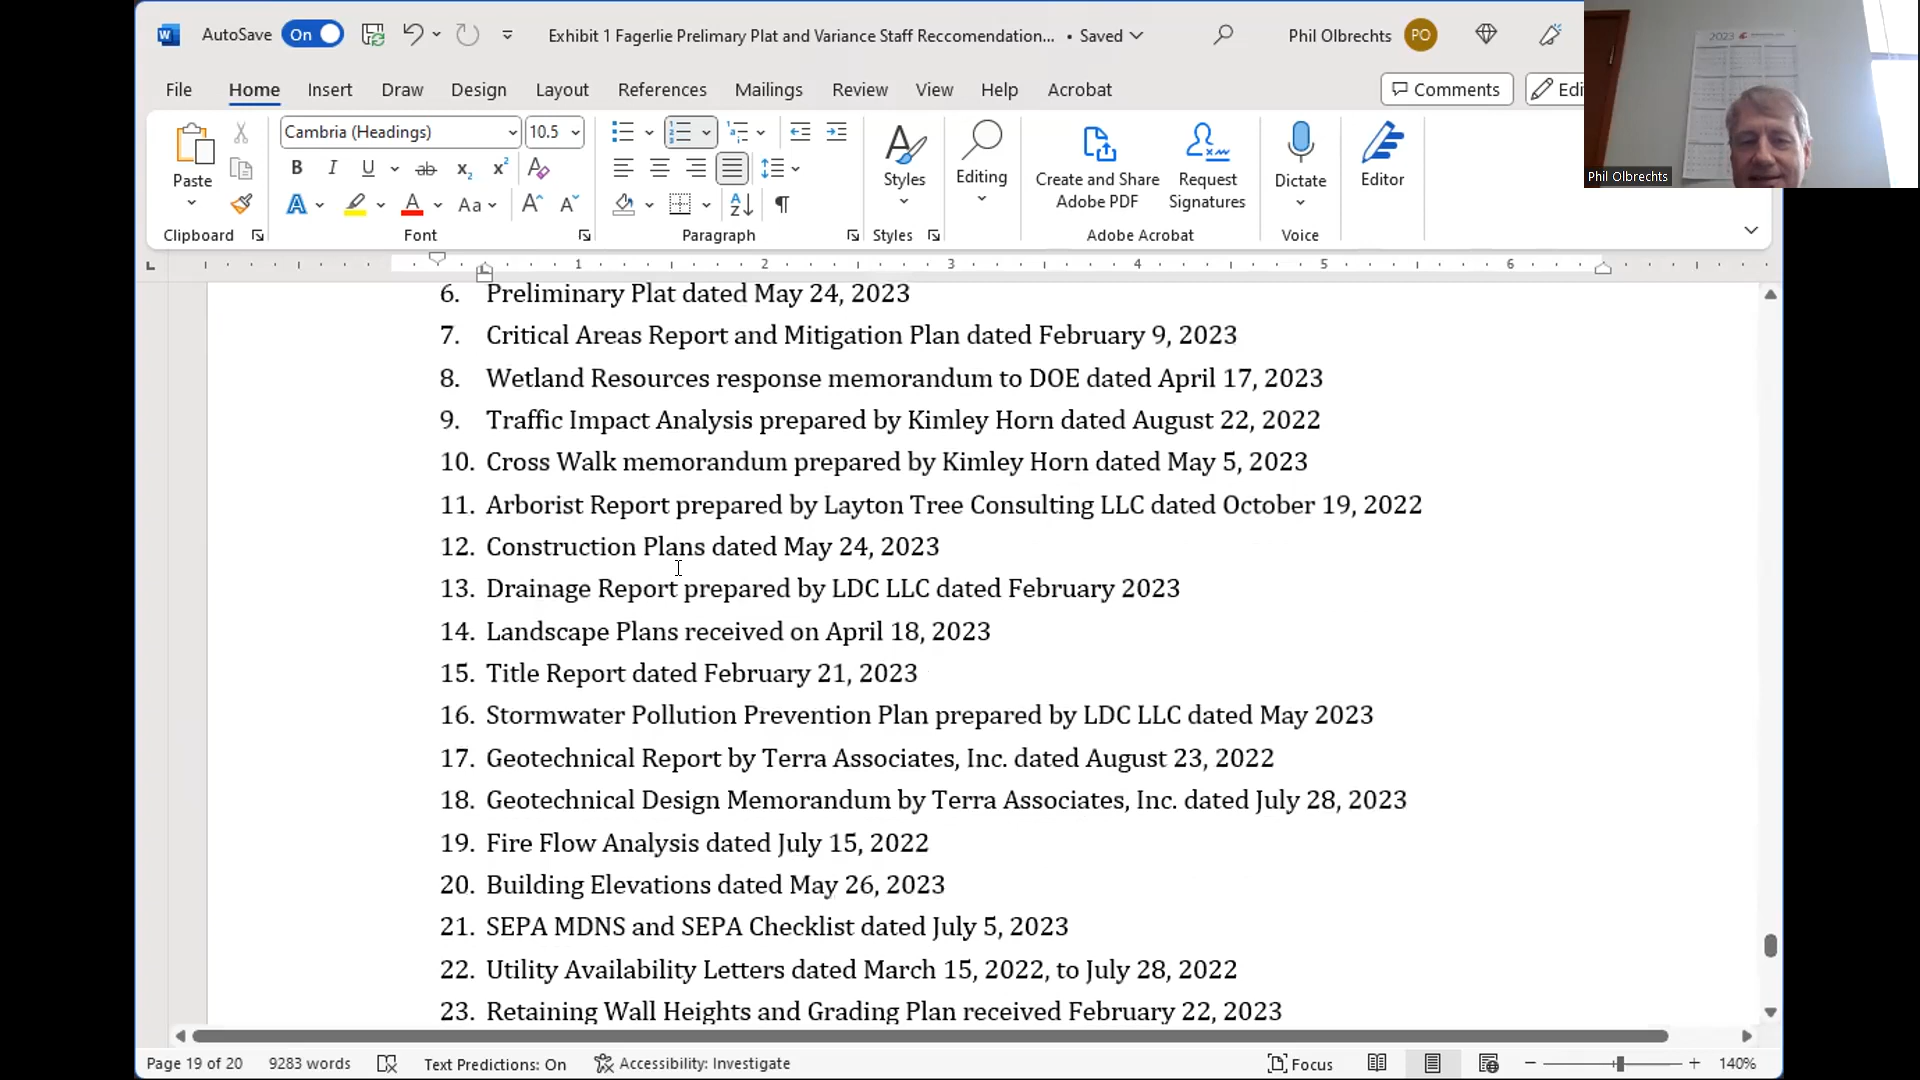 AutoSave On Exhibit 1 Fagerlie Prelimary Plat and Variance Staff Reccomendation... • Saved Phil Olbrechts PO
2023
File Home Insert Draw Design Layout References Mailings Review View Help Acrobat Comments Edi
Phil Olbrechts
Paste
Cambria (Headings) 10.5
Styles
Editing
Create and Share
Adobe PDF
Request
Signatures
Dictate
Editor
Clipboard Font Paragraph Styles Adobe Acrobat Voice
1 2 3 4 5 6
6. Preliminary Plat dated May 24, 2023
7. Critical Areas Report and Mitigation Plan dated February 9, 2023
8. Wetland Resources response memorandum to DOE dated April 17, 2023
9. Traffic Impact Analysis prepared by Kimley Horn dated August 22, 2022
10. Cross Walk memorandum prepared by Kimley Horn dated May 5, 2023
11. Arborist Report prepared by Layton Tree Consulting LLC dated October 19, 2022
12. Construction Plans dated May 24, 2023
13. Drainage Report prepared by LDC LLC dated February 2023
14. Landscape Plans received on April 18, 2023
15. Title Report dated February 21, 2023
16. Stormwater Pollution Prevention Plan prepared by LDC LLC dated May 2023
17. Geotechnical Report by Terra Associates, Inc. dated August 23, 2022
18. Geotechnical Design Memorandum by Terra Associates, Inc. dated July 28, 2023
19. Fire Flow Analysis dated July 15, 2022
20. Building Elevations dated May 26, 2023
21. SEPA MDNS and SEPA Checklist dated July 5, 2023
22. Utility Availability Letters dated March 15, 2022, to July 28, 2022
23. Retaining Wall Heights and Grading Plan received February 22, 2023
Page 19 of 20 9283 words Text Predictions: On Accessibility: Investigate Focus 140%